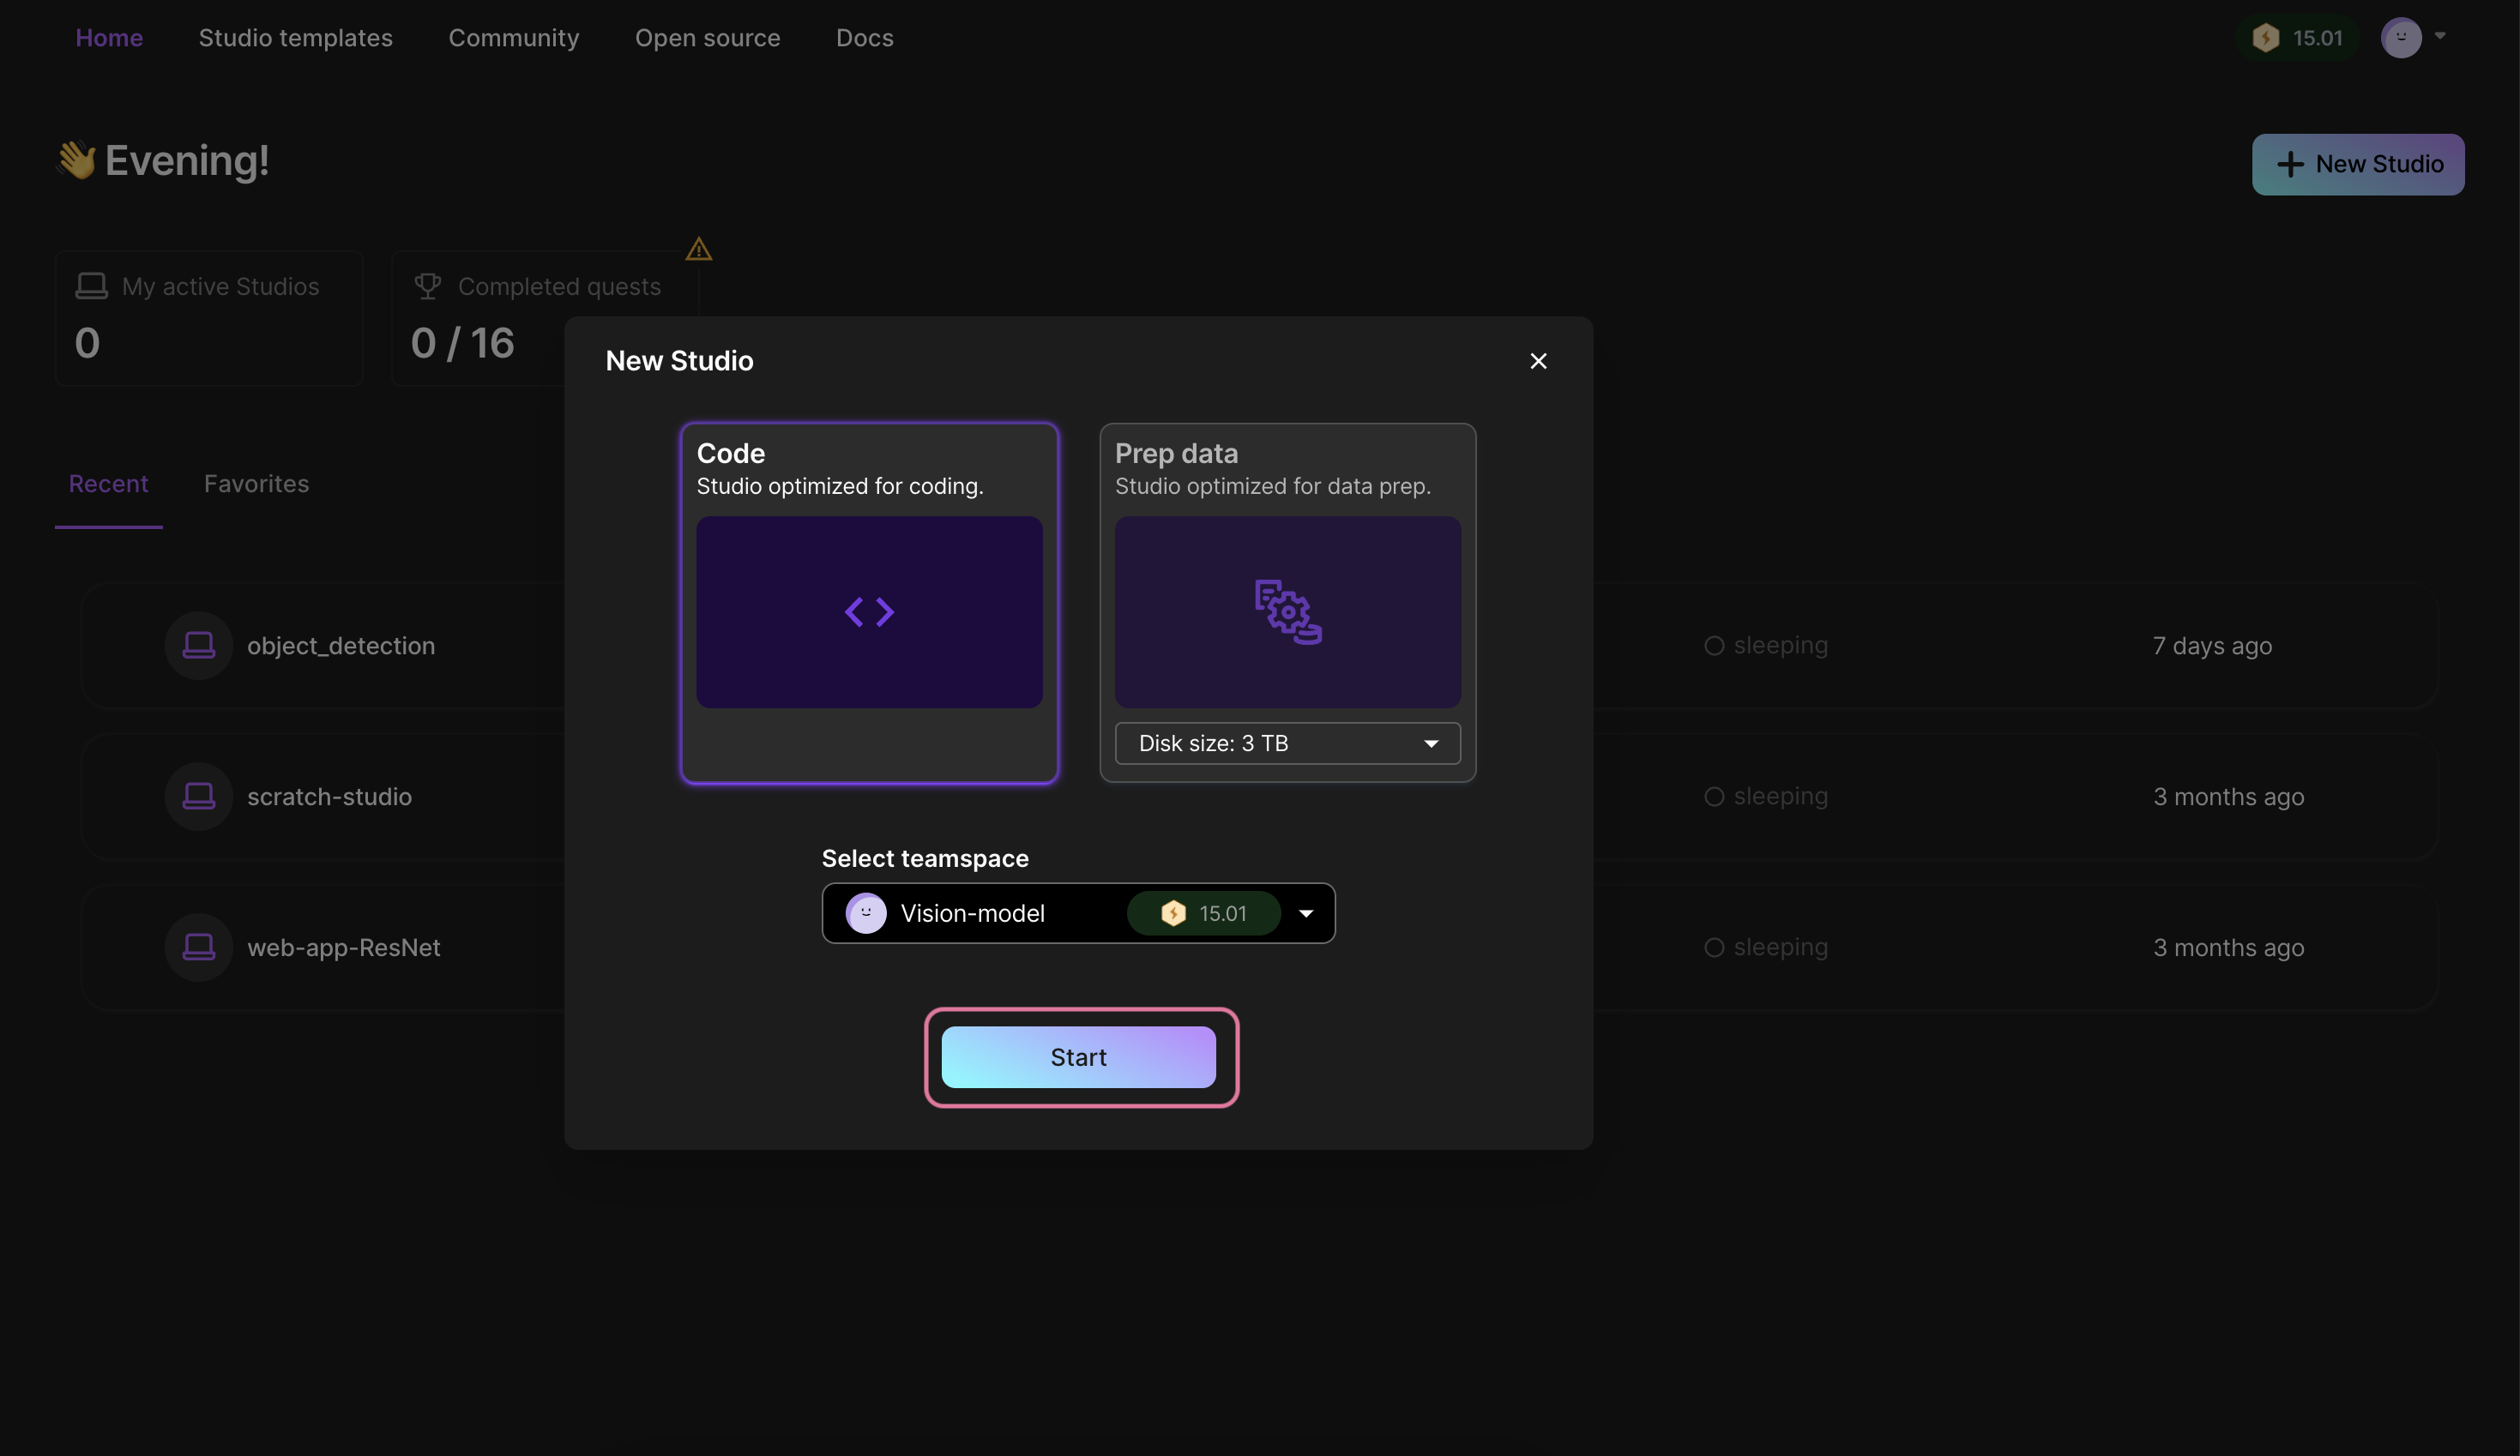 Home Studio templates Community Open source Docs 15.01
👋 Evening!
New Studio
My active Studios
0
Completed quests
0 / 16
Recent Favorites
object_detection sleeping 7 days ago
scratch-studio sleeping 3 months ago
web-app-ResNet sleeping 3 months ago
New Studio
Code
Studio optimized for coding.
Prep data
Studio optimized for data prep.
Disk size: 3 TB
Select teamspace
Vision-model 15.01
Start